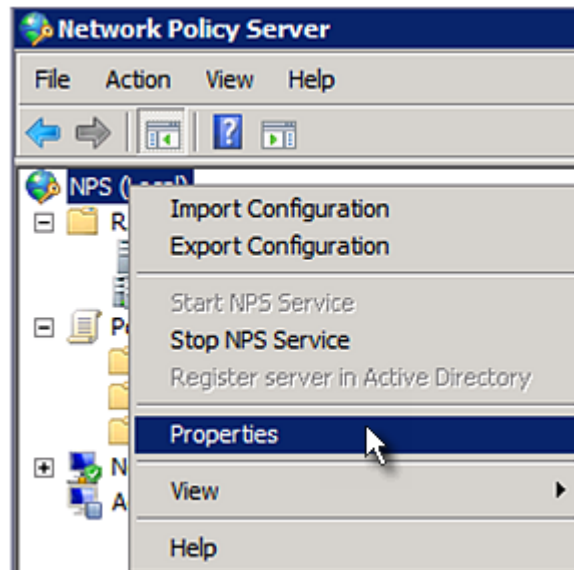 Network Policy Server
File Action View Help
NPS (Local)
Import Configuration
R
Export Configuration
Start NPS Service
P
Stop NPS Service
Register server in Active Directory
Properties
N
View
A
Help